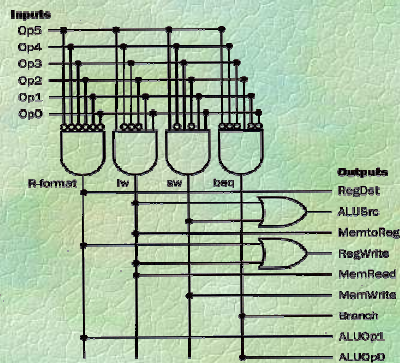 Inputs
Op5
Op4
Op3
Op2
Op1
Op0
R-format lw sw beq
Outputs
RegDst
ALUSrc
MemtoReg
RegWrite
MemRead
MemWrite
Branch
ALUOp1
ALUOp0